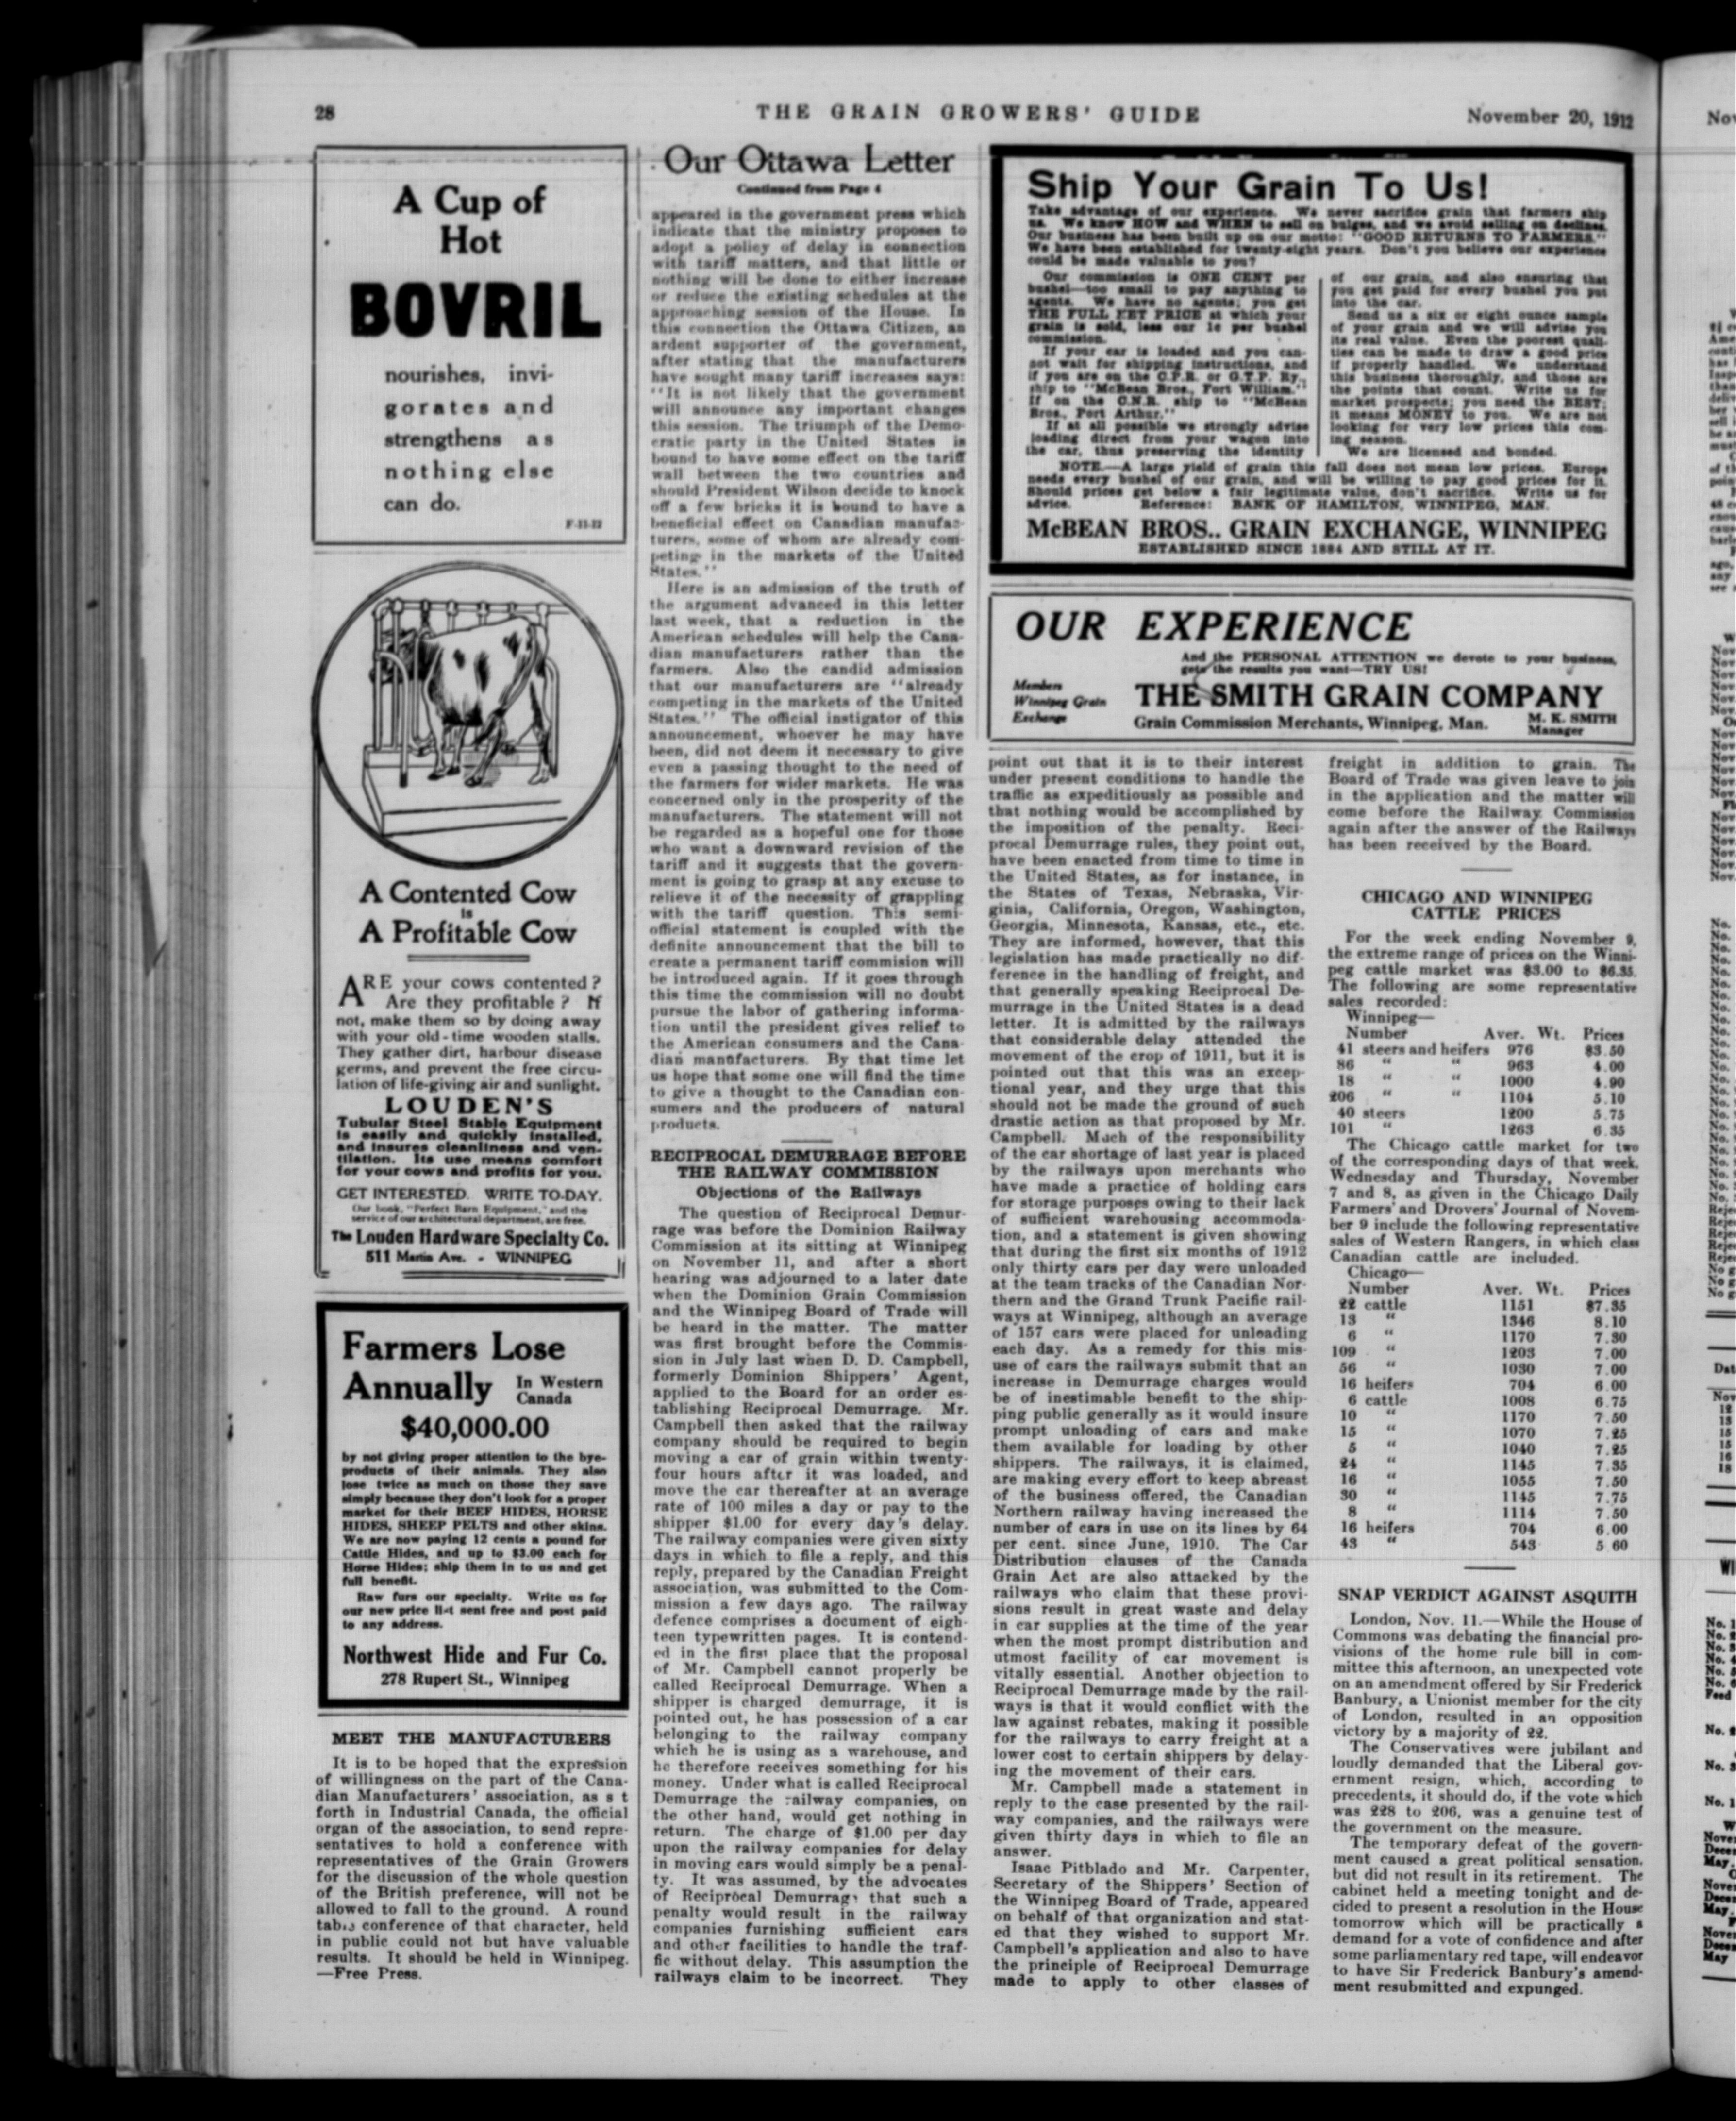 28
THE GRAIN GROWERS' GUIDE
November 20, 1912
A Cup of
Hot
BOVRIL
nourishes, invi-
gorates and
strengthens as
nothing else
can do.
F-11-12
A Contented Cow
is
A Profitable Cow
ARE your cows contented?
Are they profitable? If
not, make them so by doing away
with your old-time wooden stalls.
They gather dirt, harbour disease
germs, and prevent the free circu-
lation of life-giving air and sunlight.
LOUDEN'S
Tubular Steel Stable Equipment
is easily and quickly installed,
and insures cleanliness and ven-
tilation. Its use means comfort
for your cows and profits for you.
GET INTERESTED. WRITE TO-DAY.
Our book, "Perfect Barn Equipment," and the
service of our architectural department, are free.
The Louden Hardware Specialty Co.
511 Martin Ave. - WINNIPEG
Farmers Lose
Annually In Western
Canada
$40,000.00
by not giving proper attention to the bye-
products of their animals. They also
lose twice as much on those they save
simply because they don't look for a proper
market for their BEEF HIDES, HORSE
HIDES, SHEEP PELTS and other skins.
We are now paying 12 cents a pound for
Cattle Hides, and up to $3.00 each for
Horse Hides; ship them in to us and get
full benefit.
Raw furs our specialty. Write us for
our new price list sent free and post paid
to any address.
Northwest Hide and Fur Co.
278 Rupert St., Winnipeg
MEET THE MANUFACTURERS
It is to be hoped that the expression
of willingness on the part of the Cana-
dian Manufacturers' association, as s t
forth in Industrial Canada, the official
organ of the association, to send repre-
sentatives to hold a conference with
representatives of the Grain Growers
for the discussion of the whole question
of the British preference, will not be
allowed to fall to the ground. A round
table conference of that character, held
in public could not but have valuable
results. It should be held in Winnipeg.
—Free Press.
Our Ottawa Letter
Continued from Page 4
appeared in the government press which
indicate that the ministry proposes to
adopt a policy of delay in connection
with tariff matters, and that little or
nothing will be done to either increase
or reduce the existing schedules at the
approaching session of the House. In
this connection the Ottawa Citizen, an
ardent supporter of the government,
after stating that the manufacturers
have sought many tariff increases says:
"It is not likely that the government
will announce any important changes
this session. The triumph of the Demo-
cratic party in the United States is
bound to have some effect on the tariff
wall between the two countries and
should President Wilson decide to knock
off a few bricks it is bound to have a
beneficial effect on Canadian manufac-
turers, some of whom are already com-
peting in the markets of the United
States."
Here is an admission of the truth of
the argument advanced in this letter
last week, that a reduction in the
American schedules will help the Cana-
dian manufacturers rather than the
farmers. Also the candid admission
that our manufacturers are "already
competing in the markets of the United
States." The official instigator of this
announcement, whoever he may have
been, did not deem it necessary to give
even a passing thought to the need of
the farmers for wider markets. He was
concerned only in the prosperity of the
manufacturers. The statement will not
be regarded as a hopeful one for those
who want a downward revision of the
tariff and it suggests that the govern-
ment is going to grasp at any excuse to
relieve it of the necessity of grappling
with the tariff question. This semi-
official statement is coupled with the
definite announcement that the bill to
create a permanent tariff commision will
be introduced again. If it goes through
this time the commission will no doubt
pursue the labor of gathering informa-
tion until the president gives relief to
the American consumers and the Cana-
dian manufacturers. By that time let
us hope that some one will find the time
to give a thought to the Canadian con-
sumers and the producers of natural
products.
RECIPROCAL DEMURRAGE BEFORE
THE RAILWAY COMMISSION
Objections of the Railways
The question of Reciprocal Demur-
rage was before the Dominion Railway
Commission at its sitting at Winnipeg
on November 11, and after a short
hearing was adjourned to a later date
when the Dominion Grain Commission
and the Winnipeg Board of Trade will
be heard in the matter. The matter
was first brought before the Commis-
sion in July last when D. D. Campbell,
formerly Dominion Shippers' Agent,
applied to the Board for an order es-
tablishing Reciprocal Demurrage. Mr.
Campbell then asked that the railway
company should be required to begin
moving a car of grain within twenty-
four hours after it was loaded, and
move the car thereafter at an average
rate of 100 miles a day or pay to the
shipper $1.00 for every day's delay.
The railway companies were given sixty
days in which to file a reply, and this
reply, prepared by the Canadian Freight
association, was submitted to the Com-
mission a few days ago. The railway
defence comprises a document of eigh-
teen typewritten pages. It is contend-
ed in the first place that the proposal
of Mr. Campbell cannot properly be
called Reciprocal Demurrage. When a
shipper is charged demurrage, it is
pointed out, he has possession of a car
belonging to the railway company
which he is using as a warehouse, and
he therefore receives something for his
money. Under what is called Reciprocal
Demurrage the railway companies, on
the other hand, would get nothing in
return. The charge of $1.00 per day
upon the railway companies for delay
in moving cars would simply be a penal-
ty. It was assumed, by the advocates
of Reciprocal Demurrage that such a
penalty would result in the railway
companies furnishing sufficient cars
and other facilities to handle the traf-
fic without delay. This assumption the
railways claim to be incorrect. They
Ship Your Grain To Us!
Take advantage of our experience. We never sacrifice grain that farmers ship
us. We know HOW and WHEN to sell on bulges, and we avoid selling on declines.
Our business has been built up on our motto: "GOOD RETURNS TO FARMERS."
We have been established for twenty-eight years. Don't you believe our experience
could be made valuable to you?
Our commission is ONE CENT per
bushel—too small to pay anything to
agents. We have no agents; you get
THE FULL NET PRICE at which your
grain is sold, less our 1c per bushel
commission.
If your car is loaded and you can-
not wait for shipping instructions, and
if you are on the C.P.R. or G.T.P. Ry.,
ship to "McBean Bros., Fort William."
If on the C.N.R. ship to "McBean
Bros., Port Arthur."
If at all possible we strongly advise
loading direct from your wagon into
the car, thus preserving the identity
of our grain, and also ensuring that
you get paid for every bushel you put
into the car.
Send us a six or eight ounce sample
of your grain and we will advise you
its real value. Even the poorest quali-
ties can be made to draw a good price
if properly handled. We understand
this business thoroughly, and those are
the points that count. Write us for
market prospects; you need the BEST;
it means MONEY to you. We are not
looking for very low prices this com-
ing season.
We are licensed and bonded.
NOTE.—A large yield of grain this fall does not mean low prices. Europe
needs every bushel of our grain, and will be willing to pay good prices for it.
Should prices get below a fair legitimate value, don't sacrifice. Write us for
advice. Reference: BANK OF HAMILTON, WINNIPEG, MAN.
McBEAN BROS.. GRAIN EXCHANGE, WINNIPEG
ESTABLISHED SINCE 1884 AND STILL AT IT.
OUR EXPERIENCE
And the PERSONAL ATTENTION we devote to your business,
gets the results you want—TRY US!
Members
Winnipeg Grain
Exchange
THE SMITH GRAIN COMPANY
Grain Commission Merchants, Winnipeg, Man.
M. K. SMITH
Manager
point out that it is to their interest
under present conditions to handle the
traffic as expeditiously as possible and
that nothing would be accomplished by
the imposition of the penalty. Reci-
procal Demurrage rules, they point out,
have been enacted from time to time in
the United States, as for instance, in
the States of Texas, Nebraska, Vir-
ginia, California, Oregon, Washington,
Georgia, Minnesota, Kansas, etc., etc.
They are informed, however, that this
legislation has made practically no dif-
ference in the handling of freight, and
that generally speaking Reciprocal De-
murrage in the United States is a dead
letter. It is admitted by the railways
that considerable delay attended the
movement of the crop of 1911, but it is
pointed out that this was an excep-
tional year, and they urge that this
should not be made the ground of such
drastic action as that proposed by Mr.
Campbell. Much of the responsibility
of the car shortage of last year is placed
by the railways upon merchants who
have made a practice of holding cars
for storage purposes owing to their lack
of sufficient warehousing accommoda-
tion, and a statement is given showing
that during the first six months of 1912
only thirty cars per day were unloaded
at the team tracks of the Canadian Nor-
thern and the Grand Trunk Pacific rail-
ways at Winnipeg, although an average
of 157 cars were placed for unloading
each day. As a remedy for this mis-
use of cars the railways submit that an
increase in Demurrage charges would
be of inestimable benefit to the ship-
ping public generally as it would insure
prompt unloading of cars and make
them available for loading by other
shippers. The railways, it is claimed,
are making every effort to keep abreast
of the business offered, the Canadian
Northern railway having increased the
number of cars in use on its lines by 64
per cent. since June, 1910. The Car
Distribution clauses of the Canada
Grain Act are also attacked by the
railways who claim that these provi-
sions result in great waste and delay
in car supplies at the time of the year
when the most prompt distribution and
utmost facility of car movement is
vitally essential. Another objection to
Reciprocal Demurrage made by the rail-
ways is that it would conflict with the
law against rebates, making it possible
for the railways to carry freight at a
lower cost to certain shippers by delay-
ing the movement of their cars.
Mr. Campbell made a statement in
reply to the case presented by the rail-
way companies, and the railways were
given thirty days in which to file an
answer.
Isaac Pitblado and Mr. Carpenter,
Secretary of the Shippers' Section of
the Winnipeg Board of Trade, appeared
on behalf of that organization and stat-
ed that they wished to support Mr.
Campbell's application and also to have
the principle of Reciprocal Demurrage
made to apply to other classes of
freight in addition to grain. The
Board of Trade was given leave to join
in the application and the matter will
come before the Railway Commission
again after the answer of the Railways
has been received by the Board.
CHICAGO AND WINNIPEG
CATTLE PRICES
For the week ending November 9,
the extreme range of prices on the Winni-
peg cattle market was $3.00 to $6.35.
The following are some representative
sales recorded:
Winnipeg—
Number Aver. Wt. Prices
41 steers and heifers 976 $3.50
86 " " 963 4.00
18 " " 1000 4.90
206 " " 1104 5.10
40 steers 1200 5.75
101 " 1263 6.35
The Chicago cattle market for two
of the corresponding days of that week,
Wednesday and Thursday, November
7 and 8, as given in the Chicago Daily
Farmers' and Drovers' Journal of Novem-
ber 9 include the following representative
sales of Western Rangers, in which class
Canadian cattle are included.
Chicago—
Number Aver. Wt. Prices
22 cattle 1151 $7.35
13 " 1346 8.10
6 " 1170 7.30
109 " 1203 7.00
56 " 1030 7.00
16 heifers 704 6.00
6 cattle 1008 6.75
10 " 1170 7.50
15 " 1070 7.25
5 " 1040 7.25
24 " 1145 7.35
16 " 1055 7.50
30 " 1145 7.75
8 " 1114 7.50
16 heifers 704 6.00
43 " 543 5 60
SNAP VERDICT AGAINST ASQUITH
London, Nov. 11.—While the House of
Commons was debating the financial pro-
visions of the home rule bill in com-
mittee this afternoon, an unexpected vote
on an amendment offered by Sir Frederick
Banbury, a Unionist member for the city
of London, resulted in an opposition
victory by a majority of 22.
The Conservatives were jubilant and
loudly demanded that the Liberal gov-
ernment resign, which, according to
precedents, it should do, if the vote which
was 228 to 206, was a genuine test of
the government on the measure.
The temporary defeat of the govern-
ment caused a great political sensation,
but did not result in its retirement. The
cabinet held a meeting tonight and de-
cided to present a resolution in the House
tomorrow which will be practically a
demand for a vote of confidence and after
some parliamentary red tape, will endeavor
to have Sir Frederick Banbury's amend-
ment resubmitted and expunged.